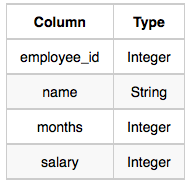 Column Type
employee_id Integer
name String
months Integer
salary Integer